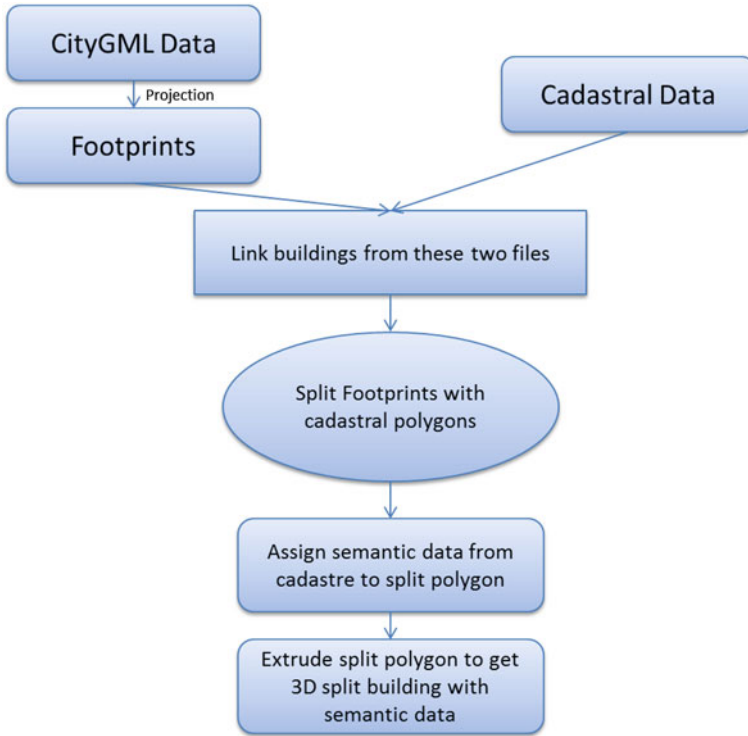 CityGML Data
Projection
Footprints
Cadastral Data
Link buildings from these two files
Split Footprints with
cadastral polygons
Assign semantic data from
cadastre to split polygon
Extrude split polygon to get
3D split building with
semantic data